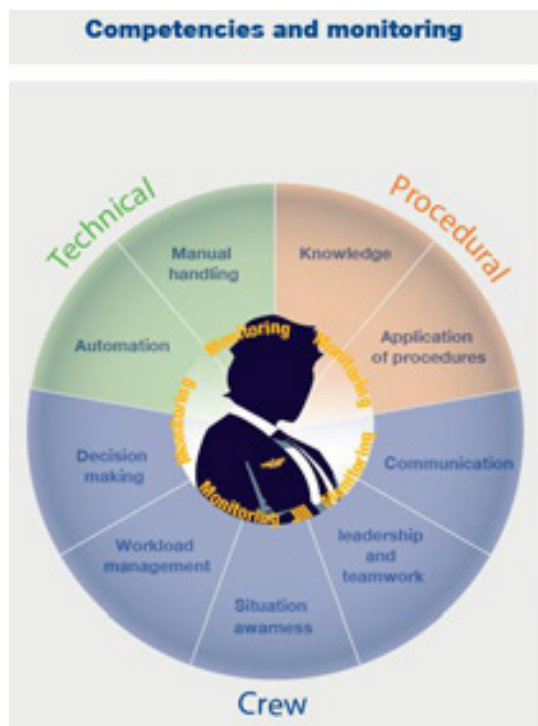 Competencies and monitoring
Technical
Procedural
Manual
handling
Knowledge
Automation
Application
of procedures
Monitoring
Monitoring
Monitoring
Monitoring
Monitoring
Decision
making
Communication
Workload
management
leadership
and
teamwork
Situation
awarness
Crew